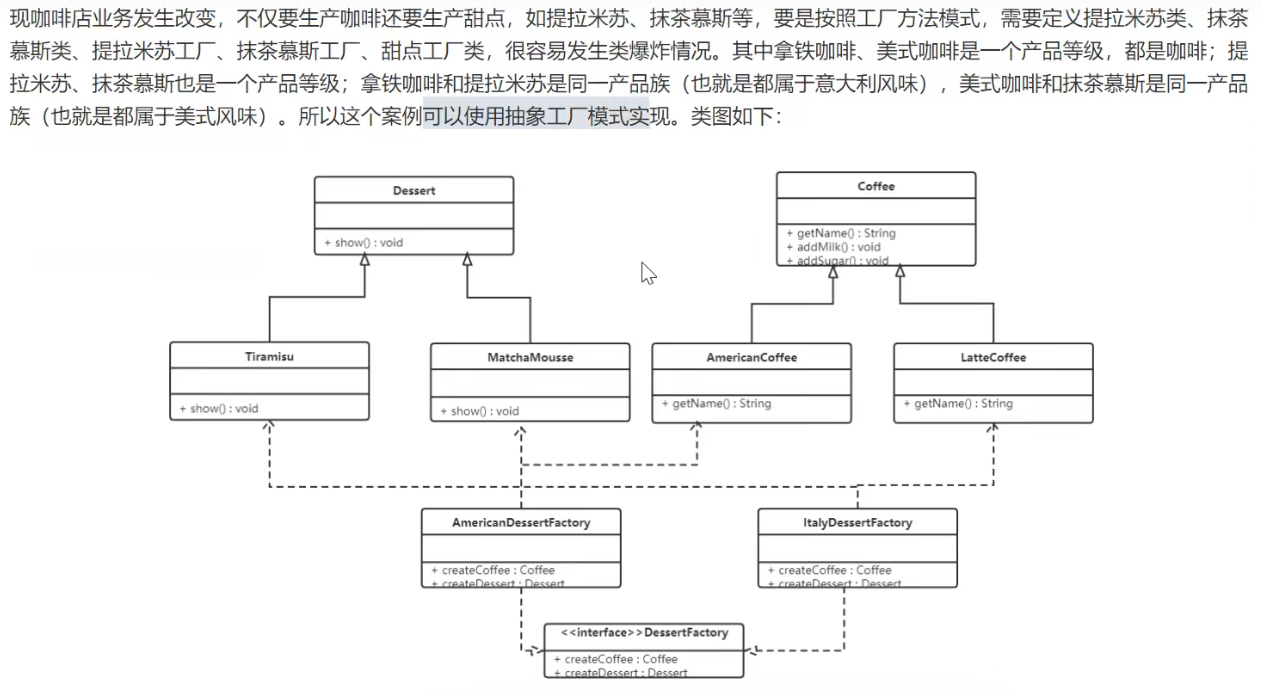 现咖啡店业务发生改变，不仅要生产咖啡还要生产甜点，如提拉米苏、抹茶慕斯等，要是按照工厂方法模式，需要定义提拉米苏类、抹茶
慕斯类、提拉米苏工厂、抹茶慕斯工厂、甜点工厂类，很容易发生类爆炸情况。其中拿铁咖啡、美式咖啡是一个产品等级，都是咖啡；提
拉米苏、抹茶慕斯也是一个产品等级；拿铁咖啡和提拉米苏是同一产品族（也就是都属于意大利风味），美式咖啡和抹茶慕斯是同一产品
族（也就是都属于美式风味）。所以这个案例可以使用抽象工厂模式实现。类图如下：
Dessert
+ show() : void
Coffee
+ getName() : String
+ addMilk() : void
+ addSugar() : void
Tiramisu
+ show() : void
MatchaMousse
+ show() : void
AmericanCoffee
+ getName() : String
LatteCoffee
+ getName() : String
AmericanDessertFactory
+ createCoffee : Coffee
+ createDessert : Dessert
ItalyDessertFactory
+ createCoffee : Coffee
+ createDessert : Dessert
<<interface>>DessertFactory
+ createCoffee : Coffee
+ createDessert : Dessert